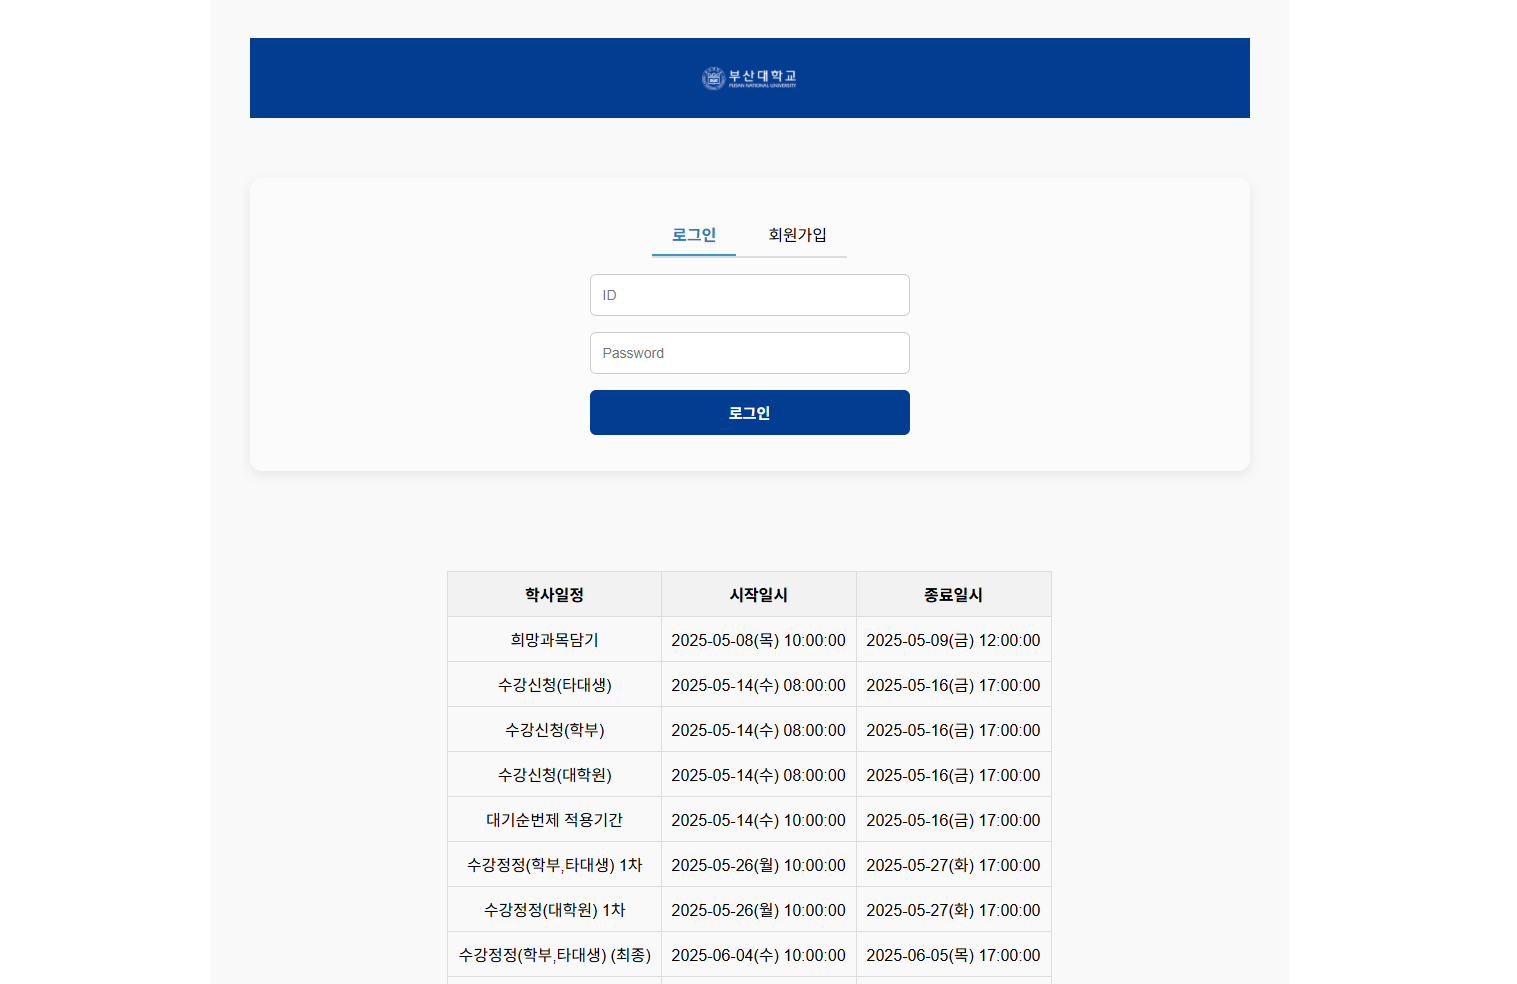 부산대학교
PUSAN NATIONAL UNIVERSITY
로그인 회원가입
ID
Password
로그인
학사일정 시작일시 종료일시
희망과목담기 2025-05-08(목) 10:00:00 2025-05-09(금) 12:00:00
수강신청(타대생) 2025-05-14(수) 08:00:00 2025-05-16(금) 17:00:00
수강신청(학부) 2025-05-14(수) 08:00:00 2025-05-16(금) 17:00:00
수강신청(대학원) 2025-05-14(수) 08:00:00 2025-05-16(금) 17:00:00
대기순번제 적용기간 2025-05-14(수) 10:00:00 2025-05-16(금) 17:00:00
수강정정(학부,타대생) 1차 2025-05-26(월) 10:00:00 2025-05-27(화) 17:00:00
수강정정(대학원) 1차 2025-05-26(월) 10:00:00 2025-05-27(화) 17:00:00
수강정정(학부,타대생) (최종) 2025-06-04(수) 10:00:00 2025-06-05(목) 17:00:00